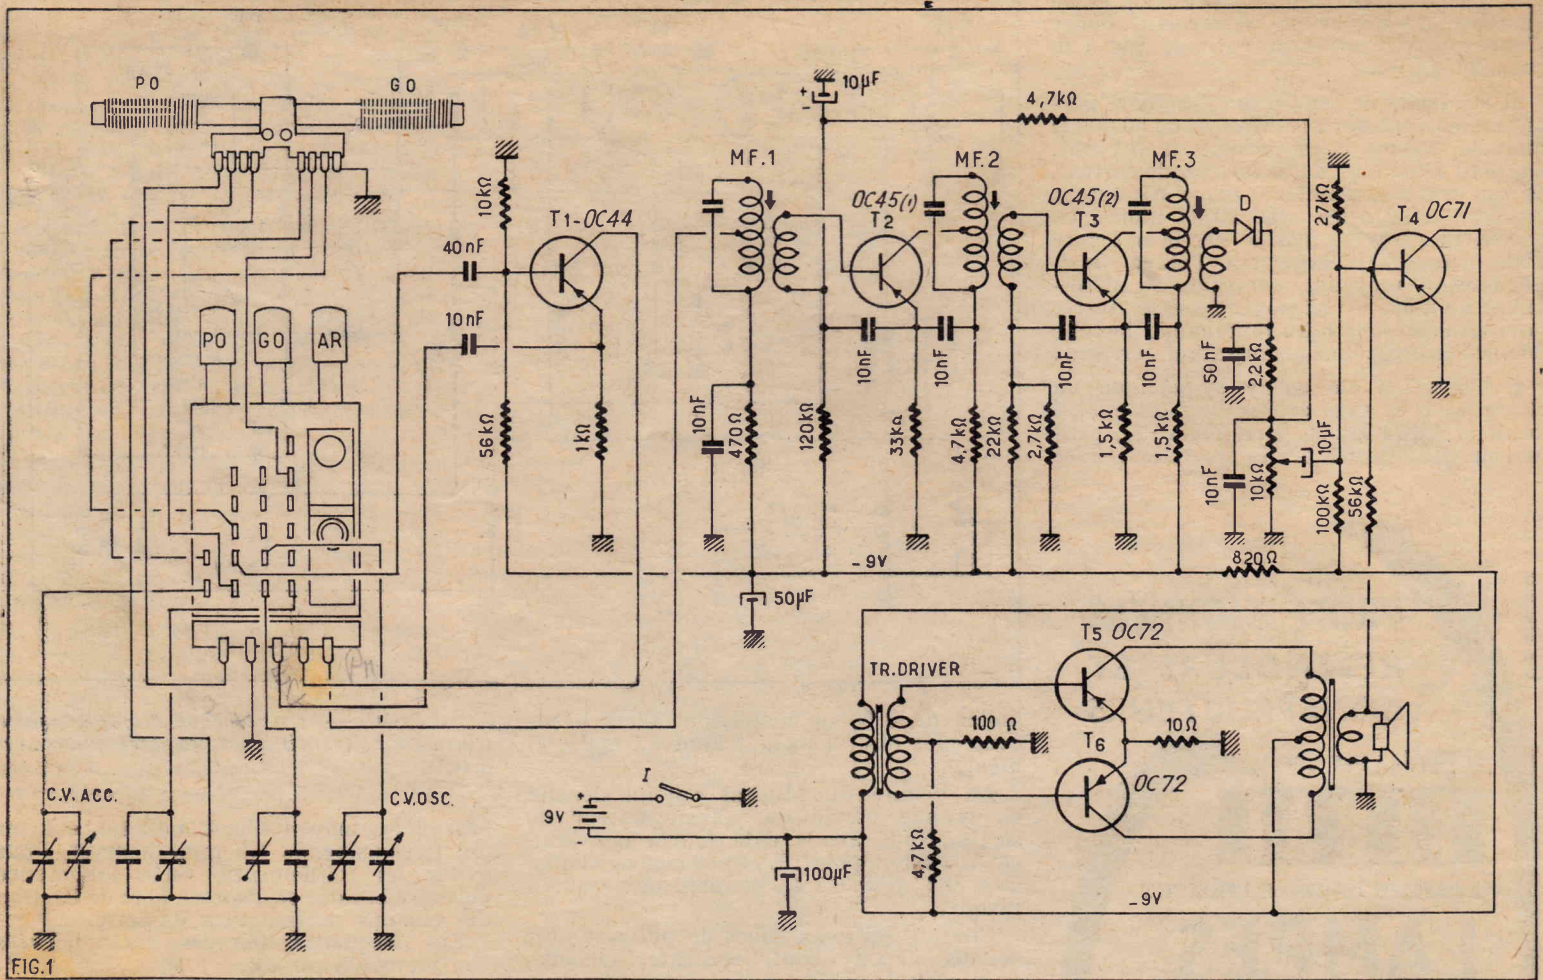 PO
GO
10µF
+
-
4,7kΩ
MF.1
MF.2
MF.3
10kΩ
T1-OC44
OC45(1)
T2
OC45(2)
T3
D
27kΩ
T4 OC71
40nF
10nF
PO
GO
AR
10nF
10nF
10nF
10nF
50nF
2,2kΩ
56kΩ
1kΩ
10nF
470Ω
120kΩ
33kΩ
4,7kΩ
22kΩ
2,7kΩ
1,5kΩ
1,5kΩ
10nF
10kΩ
10µF
100kΩ
56kΩ
-9V
820Ω
50µF
T5 OC72
TR.DRIVER
100 Ω
10Ω
T6
OC72
I
C.V. ACC.
C.V.OSC.
9V
+
-
100µF
4,7kΩ
-9V
FIG.1